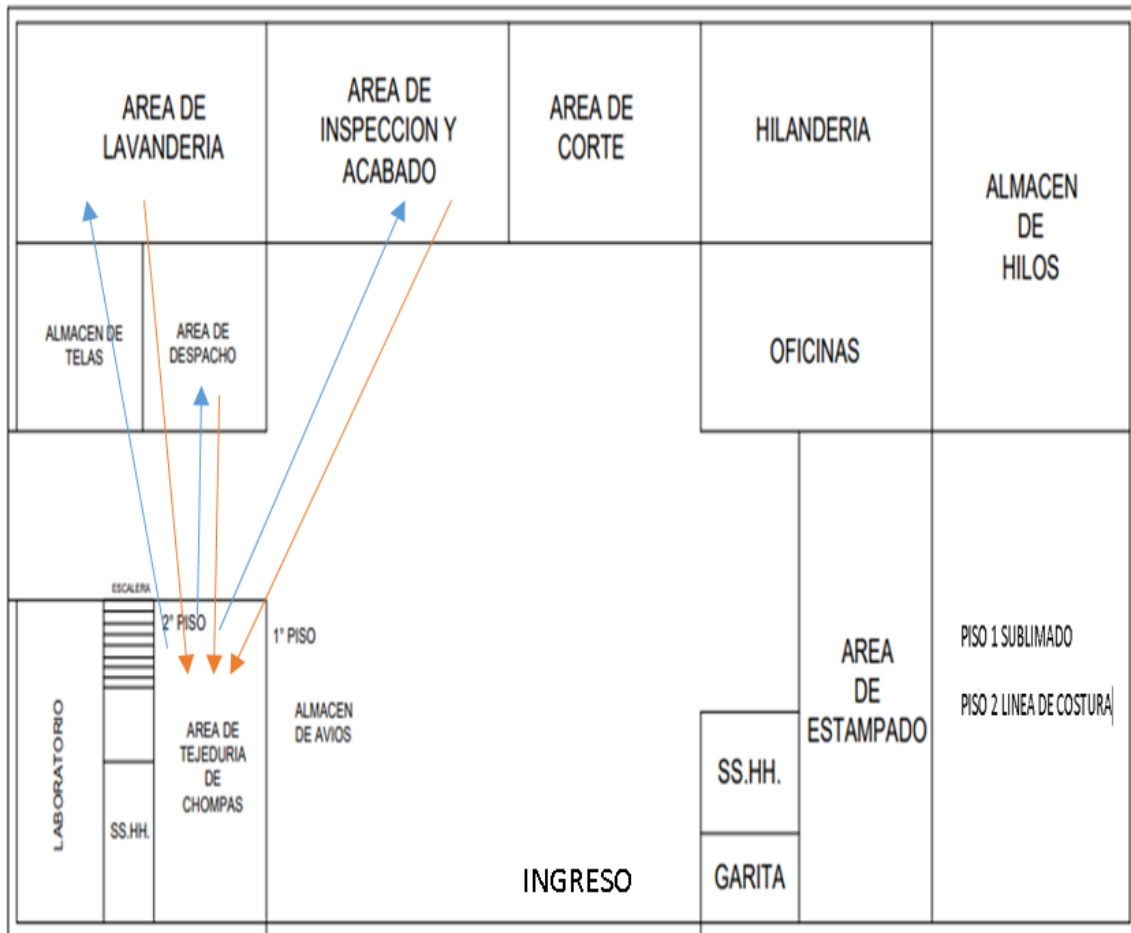 AREA DE
LAVANDERIA
AREA DE
INSPECCION Y
ACABADO
AREA DE
CORTE
HILANDERIA
ALMACEN
DE
HILOS
ALMACEN DE
TELAS
AREA DE
DESPACHO
OFICINAS
ESCALERA
2° PISO
1° PISO
LABORATORIO
AREA DE
TEJEDURIA
DE
CHOMPAS
ALMACEN
DE AVIOS
SS.HH.
AREA
DE
ESTAMPADO
PISO 1 SUBLIMADO
PISO 2 LINEA DE COSTURA
SS.HH.
GARITA
INGRESO